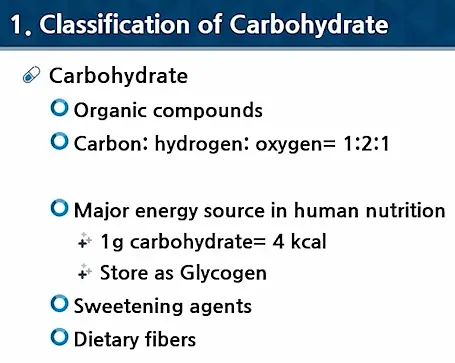 1. Classification of Carbohydrate
Carbohydrate
Organic compounds
Carbon: hydrogen: oxygen= 1:2:1
Major energy source in human nutrition
1g carbohydrate= 4 kcal
Store as Glycogen
Sweetening agents
Dietary fibers